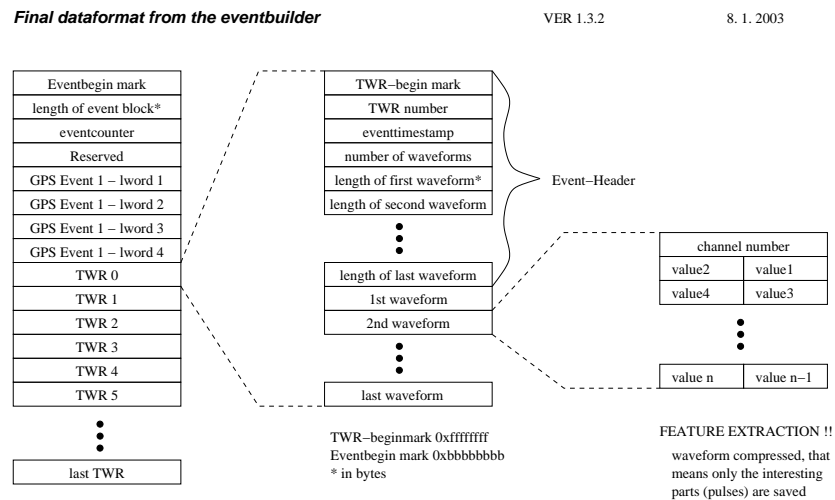 Final dataformat from the eventbuilder
VER 1.3.2
8. 1. 2003
Eventbegin mark
length of event block*
eventcounter
Reserved
GPS Event 1 − lword 1
GPS Event 1 − lword 2
GPS Event 1 − lword 3
GPS Event 1 − lword 4
TWR 0
TWR 1
TWR 2
TWR 3
TWR 4
TWR 5
last TWR
TWR−begin mark
TWR number
eventtimestamp
number of waveforms
length of first waveform*
length of second waveform
length of last waveform
1st waveform
2nd waveform
last waveform
Event−Header
TWR−beginmark 0xffffffff
Eventbegin mark 0xbbbbbbbb
* in bytes
channel number
value2 value1
value4 value3
value n value n−1
FEATURE EXTRACTION !!
waveform compressed, that
means only the interesting
parts (pulses) are saved